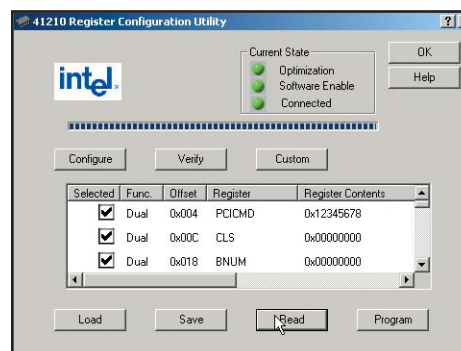 41210 Register Configuration Utility
?
intel.
Current State
Optimization
Software Enable
Connected
OK
Help
Configure
Verify
Custom
Selected Func. Offset Register Register Contents
Dual 0x004 PCICMD 0x12345678
Dual 0x00C CLS 0x00000000
Dual 0x018 BNUM 0x00000000
Load
Save
Read
Program